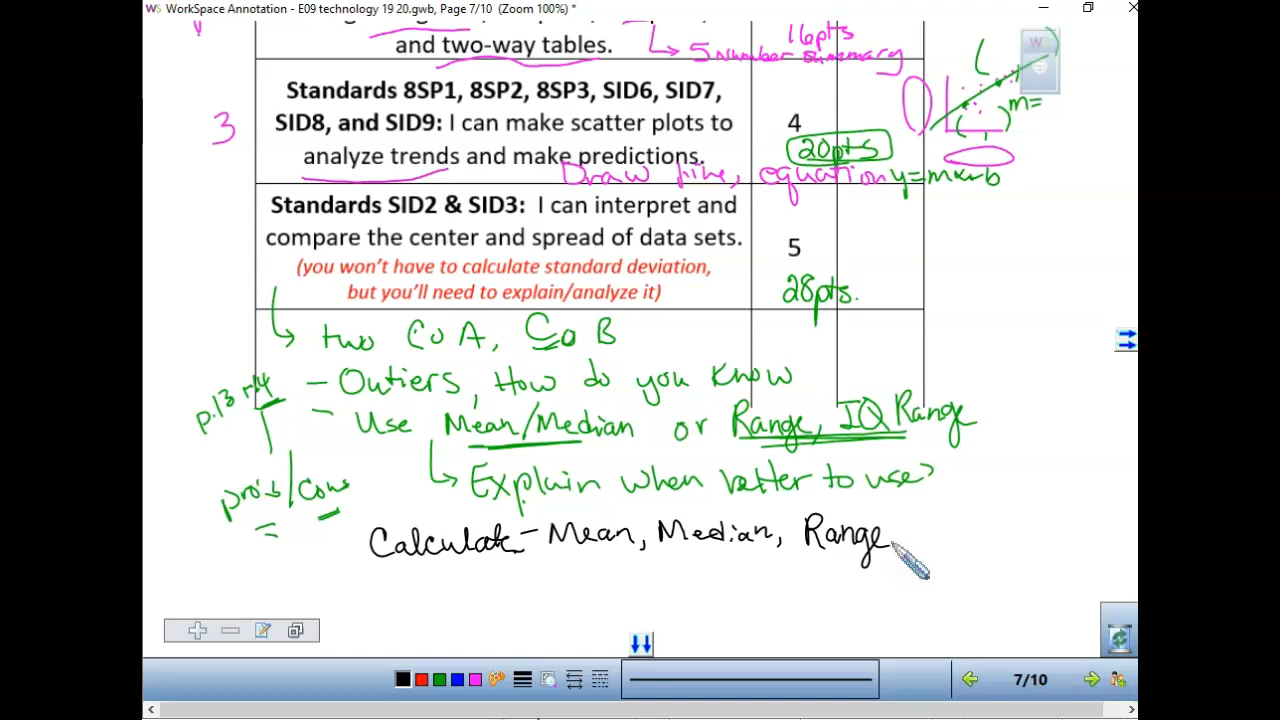 WorkSpace Annotation - E09 technology 19 20.gwb, Page 7/10 (Zoom 100%) *
16pts
and two-way tables.
5 Number Summary
Standards 8SP1, 8SP2, 8SP3, SID6, SID7,
3
SID8, and SID9: I can make scatter plots to
4
m=
analyze trends and make predictions.
20pts
Draw line, equation y=mx+b
Standards SID2 & SID3: I can interpret and
compare the center and spread of data sets.
5
(you won't have to calculate standard deviation,
but you'll need to explain/analyze it)
28pts.
two Co A, Co B
- Outiers, How do you know
p.13
- Use Mean/Median or Range, IQ Range
Explain when better to use?
pro's/cons
Calculate - Mean, Median, Range
7/10